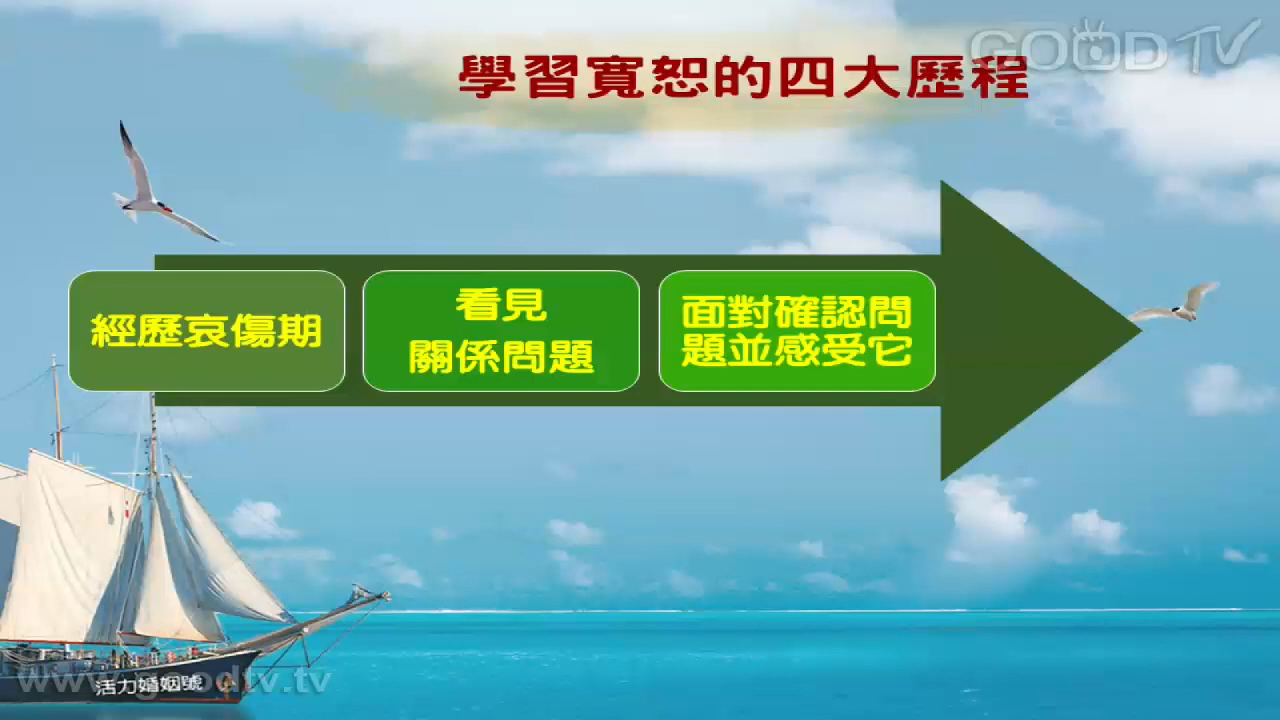 GOOD TV
學習寬恕的四大歷程
經歷哀傷期
看見
關係問題
面對確認問
題並感受它
活力婚姻號
www.goodtv.tv